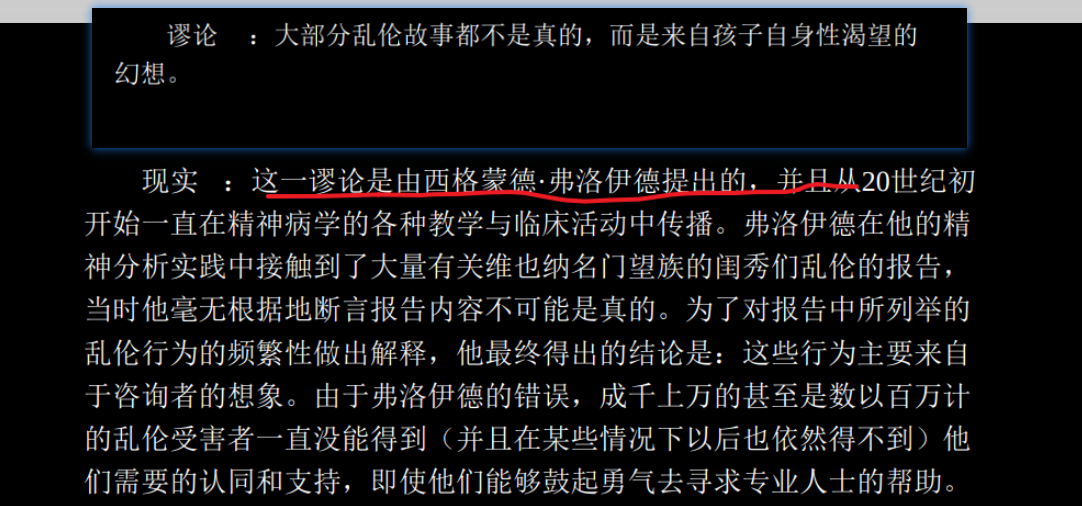 谬论 ：大部分乱伦故事都不是真的，而是来自孩子自身性渴望的
幻想。
现实 ：这一谬论是由西格蒙德·弗洛伊德提出的，并且从20世纪初
开始一直在精神病学的各种教学与临床活动中传播。弗洛伊德在他的精
神分析实践中接触到了大量有关维也纳名门望族的闺秀们乱伦的报告，
当时他毫无根据地断言报告内容不可能是真的。为了对报告中所列举的
乱伦行为的频繁性做出解释，他最终得出的结论是：这些行为主要来自
于咨询者的想象。由于弗洛伊德的错误，成千上万的甚至是数以百万计
的乱伦受害者一直没能得到（并且在某些情况下以后也依然得不到）他
们需要的认同和支持，即使他们能够鼓起勇气去寻求专业人士的帮助。